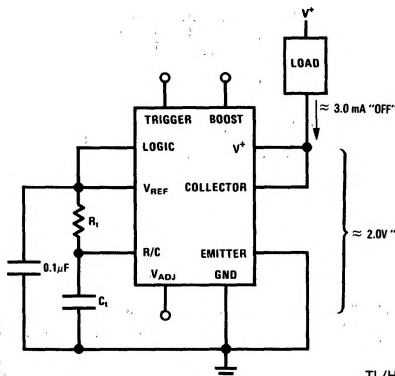 V⁺
LOAD
≈ 3.0 mA "OFF"
TRIGGER
BOOST
LOGIC
V⁺
VREF
COLLECTOR
Rt
≈ 2.0V "
R/C
EMITTER
0.1μF
VADJ
GND
Ct
TL/H